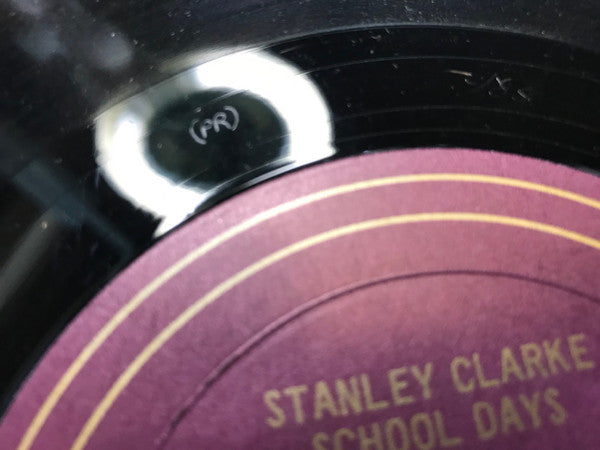 (PR)
STANLEY CLARKE
SCHOOL DAYS